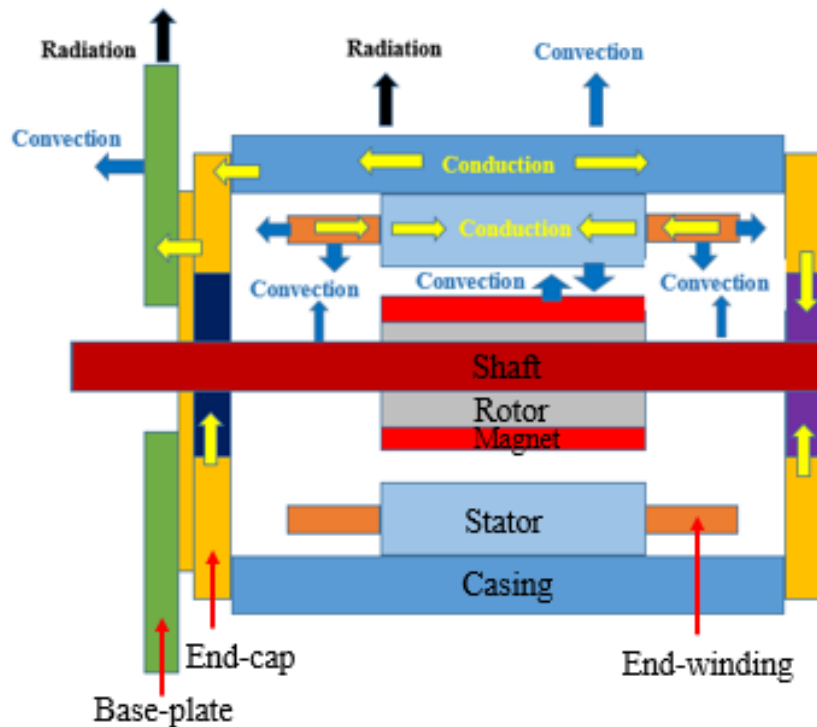 Radiation
Radiation
Convection
Convection
Conduction
Conduction
Convection
Convection
Convection
Shaft
Rotor
Magnet
Stator
Casing
End-cap
End-winding
Base-plate